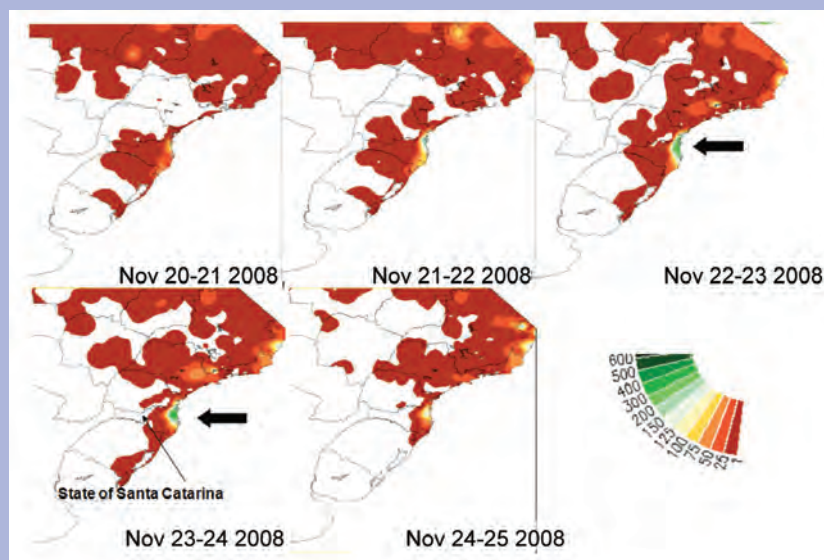 Nov 20-21 2008
Nov 21-22 2008
Nov 22-23 2008
State of Santa Catarina
Nov 23-24 2008
Nov 24-25 2008
600
500
400
300
200
150
125
100
75
50
25
1